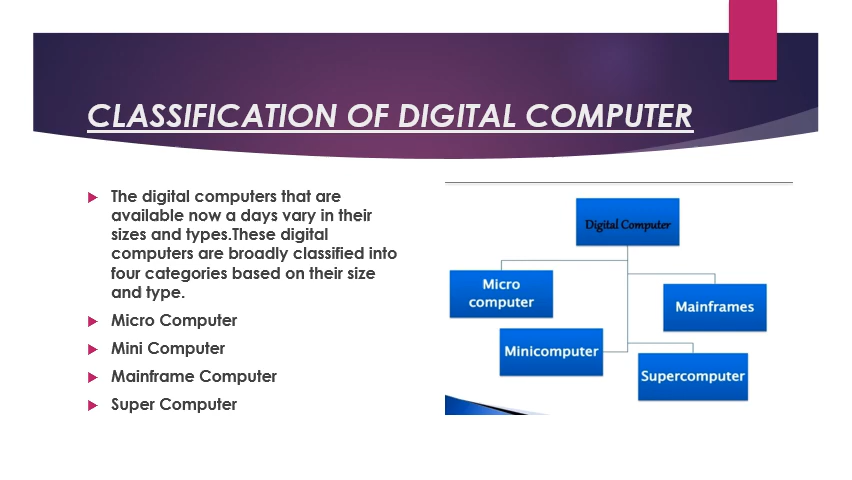 CLASSIFICATION OF DIGITAL COMPUTER
The digital computers that are
available now a days vary in their
sizes and types.These digital
computers are broadly classified into
four categories based on their size
and type.
Micro Computer
Mini Computer
Mainframe Computer
Super Computer
Digital Computer
Micro
computer
Mainframes
Minicomputer
Supercomputer